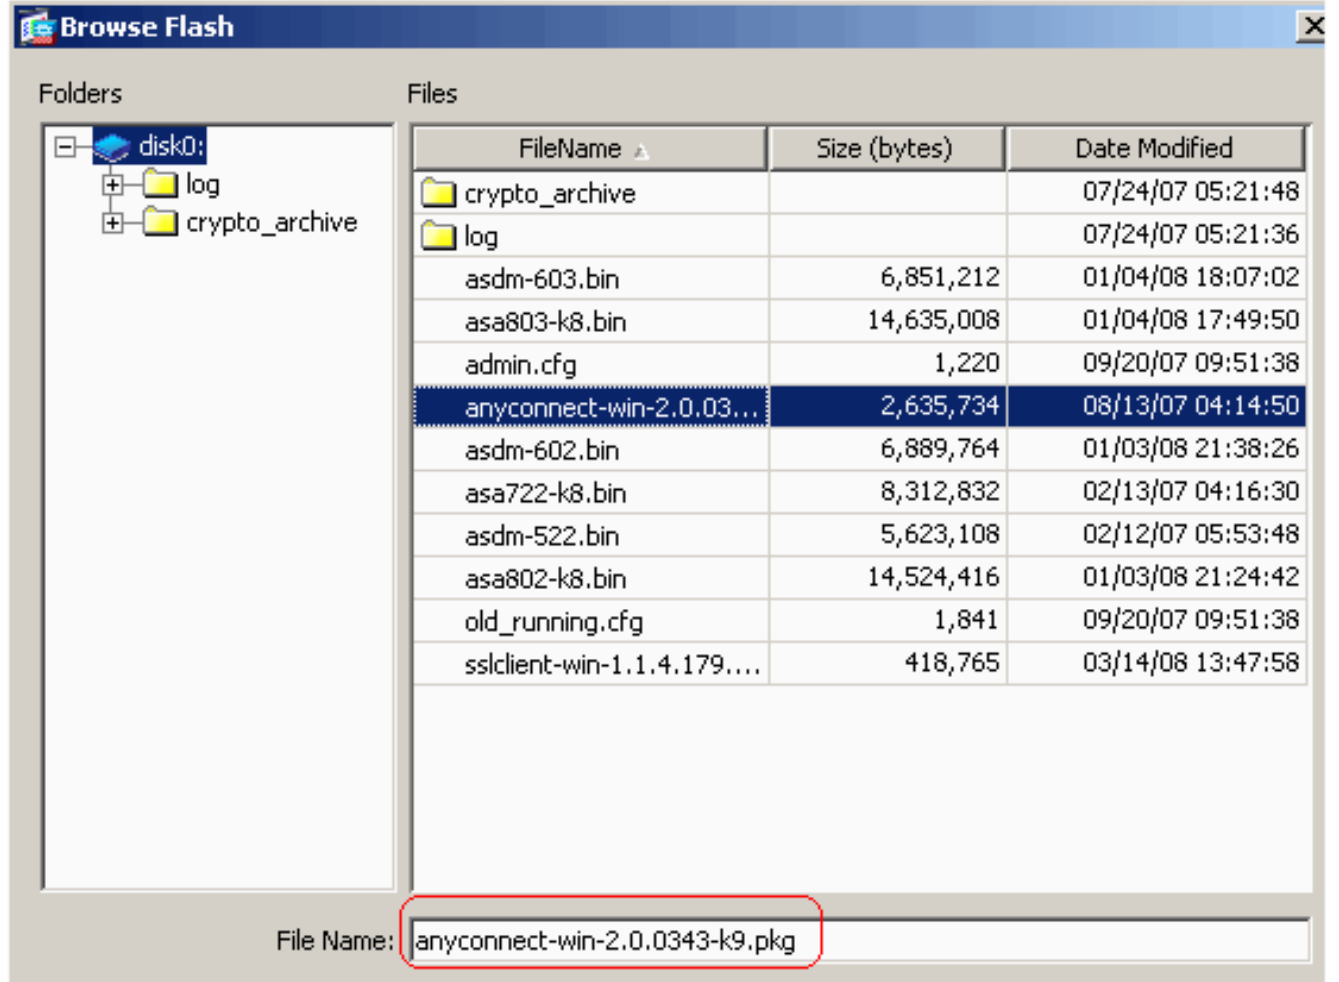 Browse Flash
Folders
Files
disk0:
log
crypto_archive
FileName Size (bytes) Date Modified
crypto_archive 07/24/07 05:21:48
log 07/24/07 05:21:36
asdm-603.bin 6,851,212 01/04/08 18:07:02
asa803-k8.bin 14,635,008 01/04/08 17:49:50
admin.cfg 1,220 09/20/07 09:51:38
anyconnect-win-2.0.03... 2,635,734 08/13/07 04:14:50
asdm-602.bin 6,889,764 01/03/08 21:38:26
asa722-k8.bin 8,312,832 02/13/07 04:16:30
asdm-522.bin 5,623,108 02/12/07 05:53:48
asa802-k8.bin 14,524,416 01/03/08 21:24:42
old_running.cfg 1,841 09/20/07 09:51:38
sslclient-win-1.1.4.179.... 418,765 03/14/08 13:47:58
File Name: anyconnect-win-2.0.0343-k9.pkg